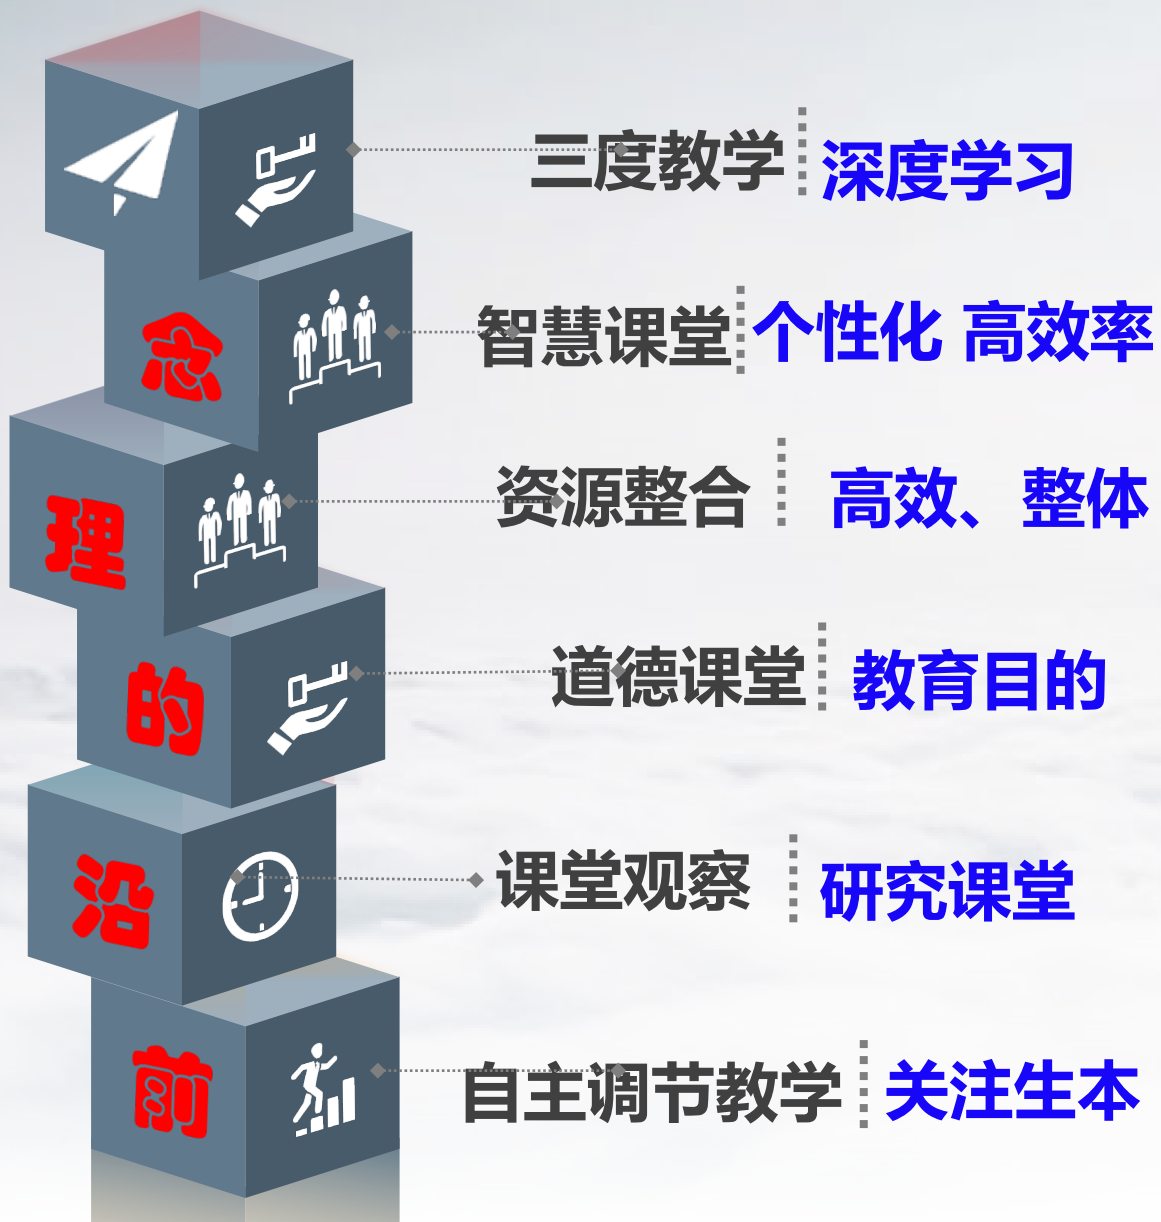 三度教学 深度学习
念
智慧课堂 个性化 高效率
理
资源整合 高效、整体
的
道德课堂 教育目的
沿
课堂观察 研究课堂
前
自主调节教学 关注生本